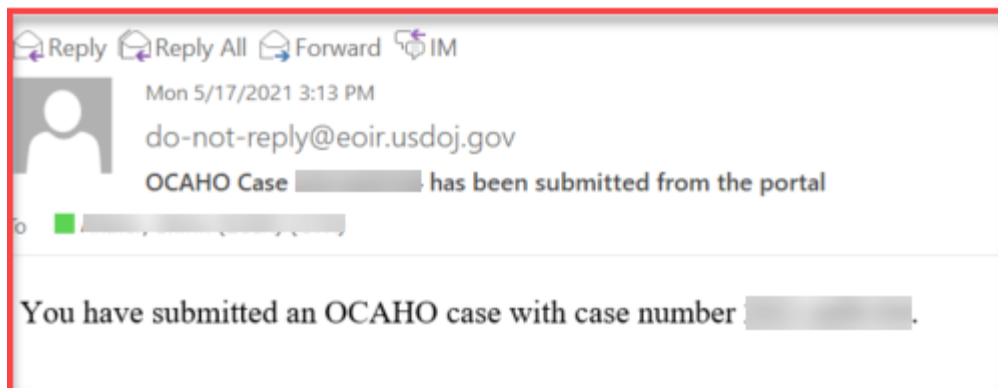 Reply Reply All Forward IM
Mon 5/17/2021 3:13 PM
do-not-reply@eoir.usdoj.gov
OCAHO Case has been submitted from the portal
You have submitted an OCAHO case with case number .